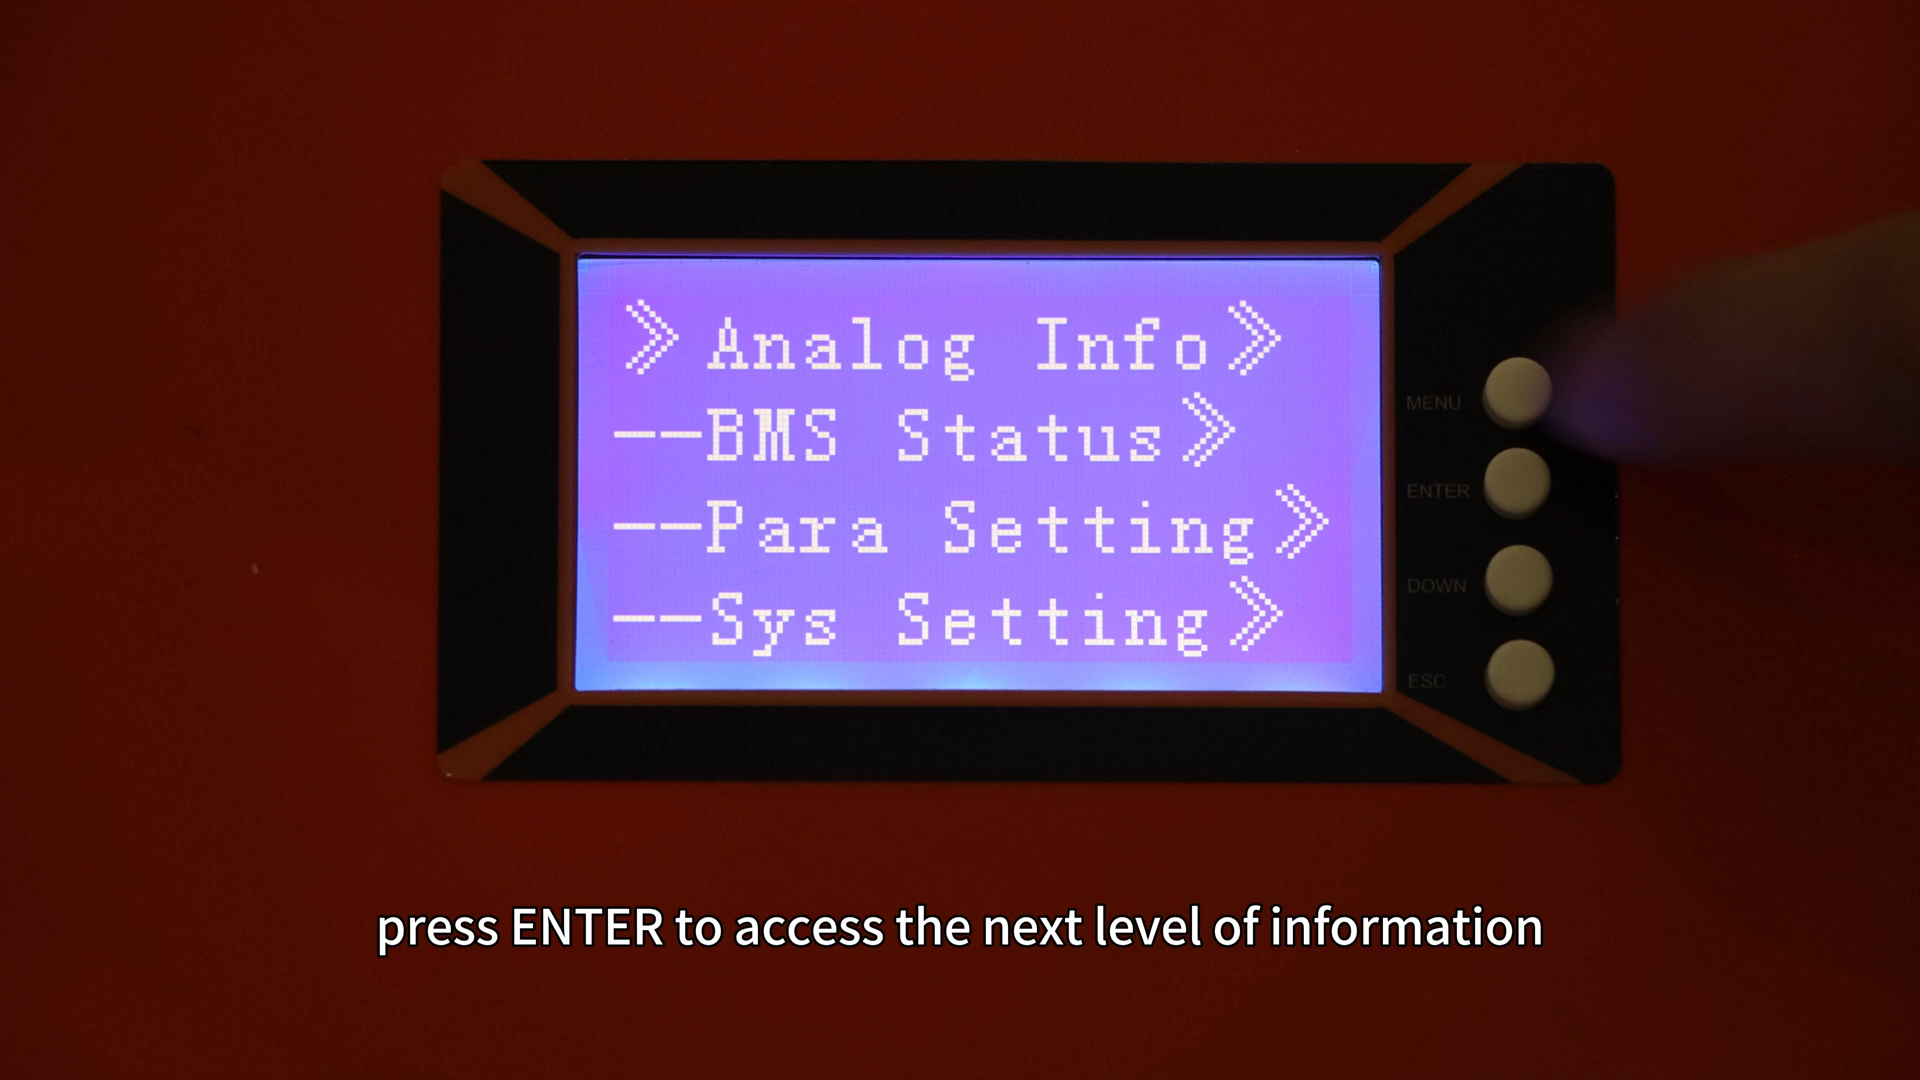 》Analog Info》
--BMS Status》
--Para Setting》
--Sys Setting》
MENU
ENTER
DOWN
ESC
press ENTER to access the next level of information